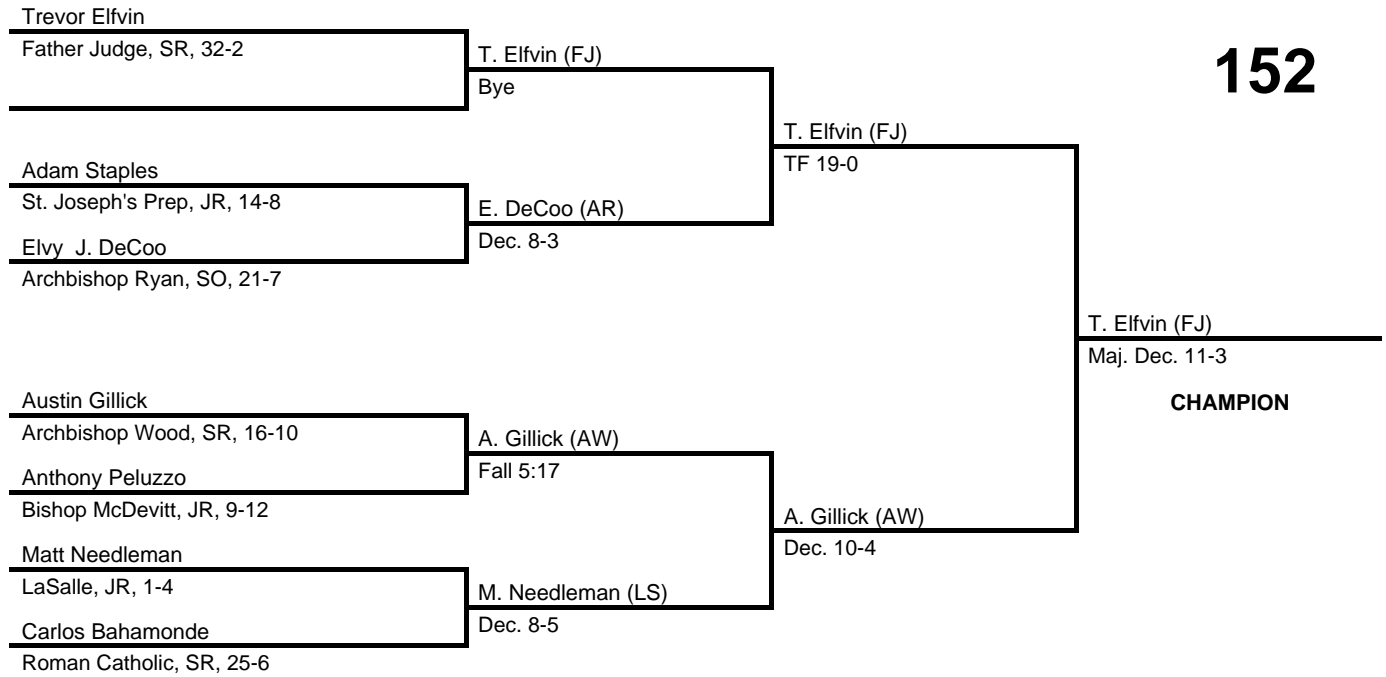 Trevor Elfvin
Father Judge, SR, 32-2
T. Elfvin (FJ)
Bye
152
T. Elfvin (FJ)
TF 19-0
Adam Staples
St. Joseph's Prep, JR, 14-8
E. DeCoo (AR)
Dec. 8-3
Elvy J. DeCoo
Archbishop Ryan, SO, 21-7
T. Elfvin (FJ)
Maj. Dec. 11-3
CHAMPION
Austin Gillick
Archbishop Wood, SR, 16-10
A. Gillick (AW)
Fall 5:17
Anthony Peluzzo
Bishop McDevitt, JR, 9-12
A. Gillick (AW)
Dec. 10-4
Matt Needleman
LaSalle, JR, 1-4
M. Needleman (LS)
Dec. 8-5
Carlos Bahamonde
Roman Catholic, SR, 25-6